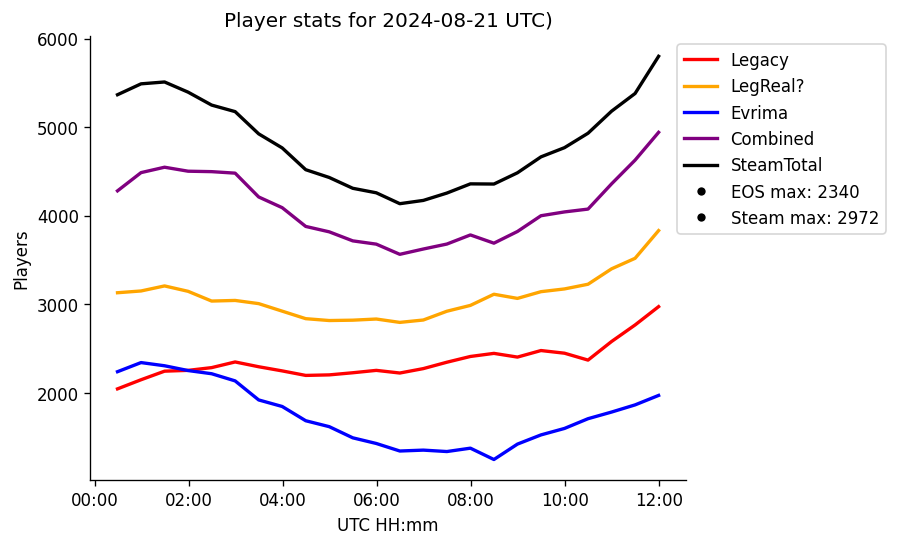 Player stats for 2024-08-21 UTC)
6000
5000
4000
3000
2000
Players
00:00 02:00 04:00 06:00 08:00 10:00 12:00
UTC HH:mm
Legacy
LegReal?
Evrima
Combined
SteamTotal
EOS max: 2340
Steam max: 2972